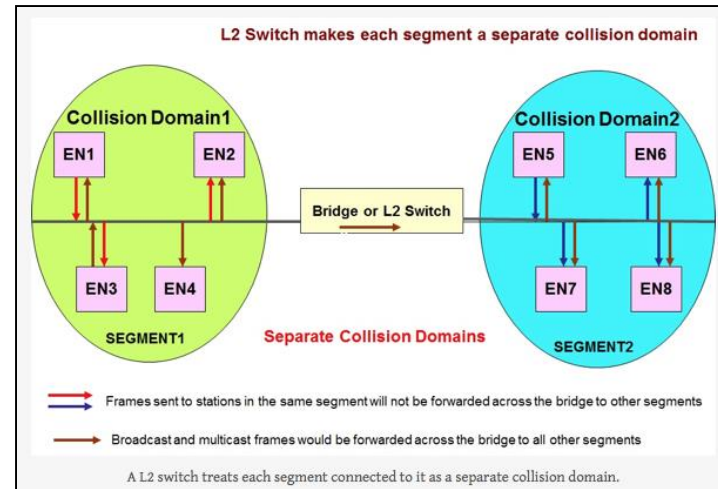 L2 Switch makes each segment a separate collision domain
Collision Domain1
EN1
EN2
EN3
EN4
SEGMENT1
Bridge or L2 Switch
Separate Collision Domains
Collision Domain2
EN5
EN6
EN7
EN8
SEGMENT2
Frames sent to stations in the same segment will not be forwarded across the bridge to other segments
Broadcast and multicast frames would be forwarded across the bridge to all other segments
A L2 switch treats each segment connected to it as a separate collision domain.